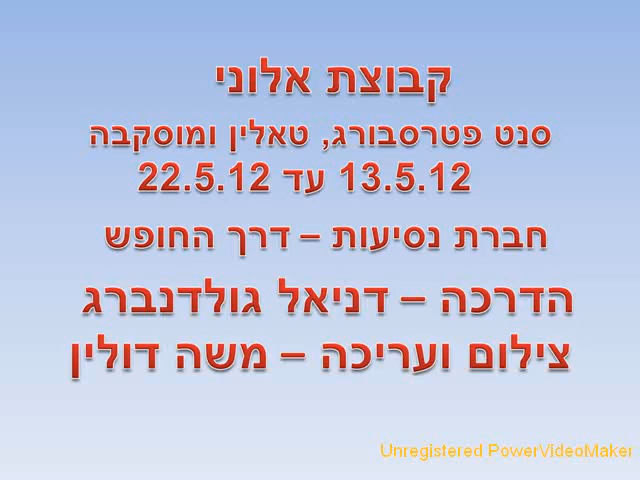 קבוצת אלוני
סנט פטרסבורג, טאלין ומוסקבה
13.5.12 עד 22.5.12
חברת נסיעות – דרך החופש
הדרכה – דניאל גולדנברג
צילום ועריכה – משה דולין
Unregistered PowerVideoMaker